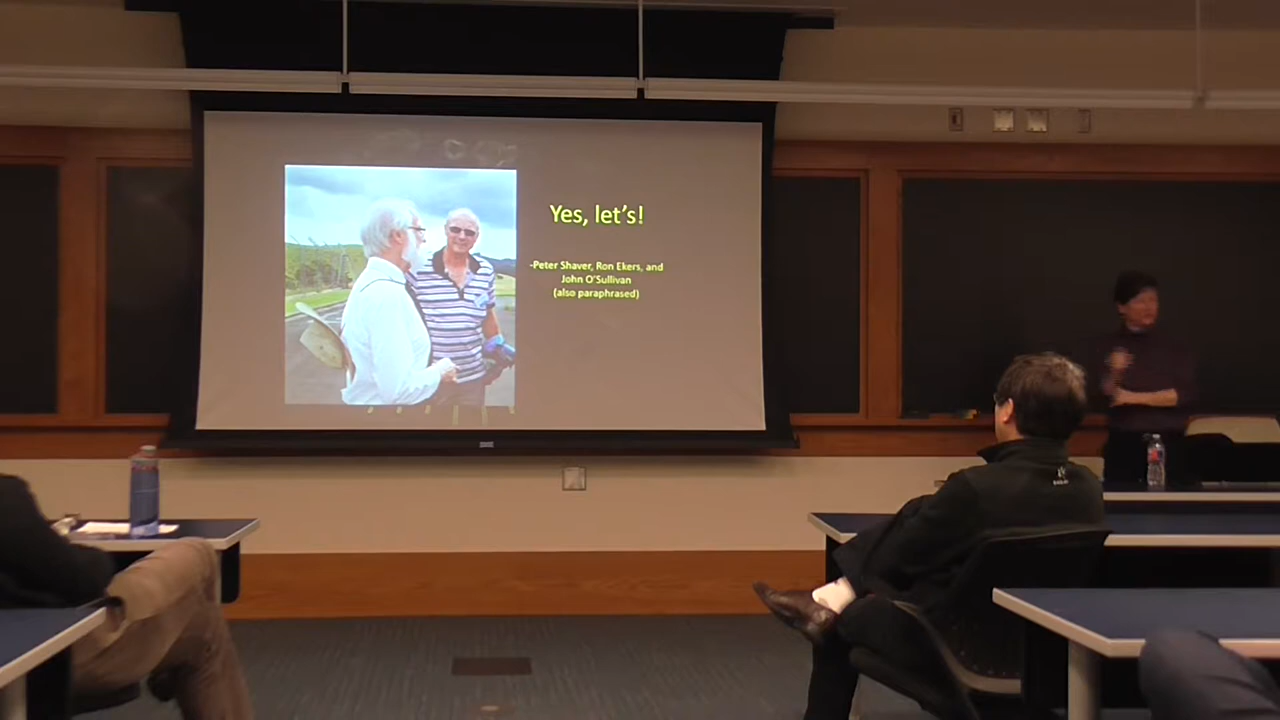 Yes, let's!
-Peter Shaver, Ron Ekers, and
John O'Sullivan
(also paraphrased)